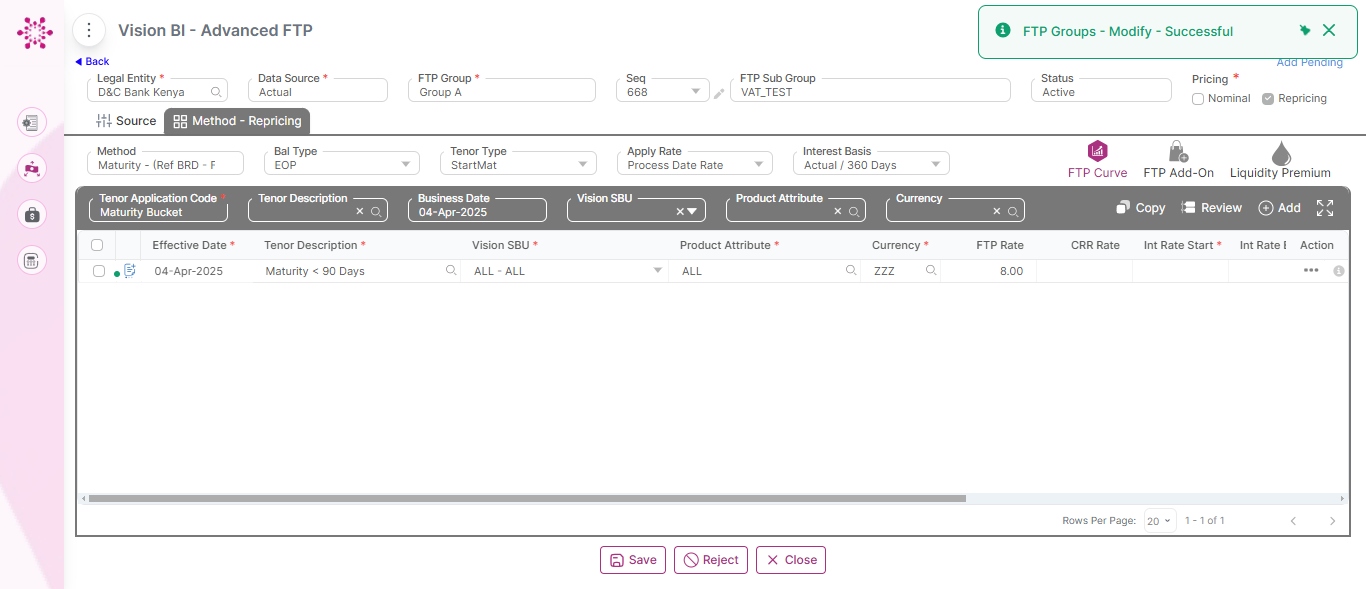 Vision BI - Advanced FTP
FTP Groups - Modify - Successful
Back
Add Pending
Legal Entity *
D&C Bank Kenya
Data Source *
Actual
FTP Group *
Group A
Seq
668
FTP Sub Group
VAT_TEST
Status
Active
Pricing *
Nominal
Repricing
Source
Method - Repricing
Method
Maturity - (Ref BRD - F
Bal Type
EOP
Tenor Type
StartMat
Apply Rate
Process Date Rate
Interest Basis
Actual / 360 Days
FTP Curve
FTP Add-On
Liquidity Premium
Tenor Application Code *
Maturity Bucket
Tenor Description
Business Date
04-Apr-2025
Vision SBU
Product Attribute
Currency
Copy
Review
Add
Effective Date * Tenor Description * Vision SBU * Product Attribute * Currency * FTP Rate CRR Rate Int Rate Start * Int Rate E Action
04-Apr-2025 Maturity < 90 Days ALL - ALL ALL ZZZ 8.00
Rows Per Page: 20 1 - 1 of 1
Save
Reject
Close